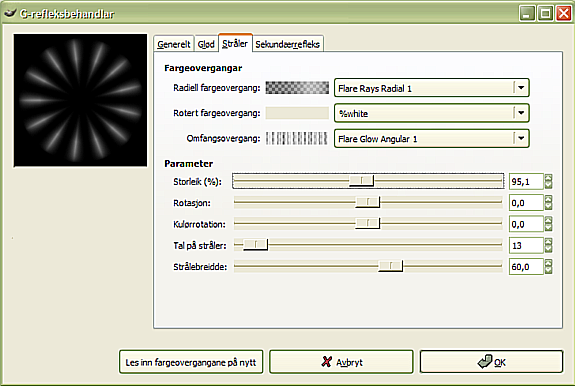 G-refleksbehandlar
Generelt Glød Stråler Sekundærrefleks
Fargeovergangar
Radiell fargeovergang: Flare Rays Radial 1
Rotert fargeovergang: %white
Omfangsovergang: Flare Glow Angular 1
Parameter
Storleik (%): 95,1
Rotasjon: 0,0
Kulørrotation: 0,0
Tal på stråler: 13
Strålebreidde: 60,0
Les inn fargeovergangane på nytt Avbryt OK